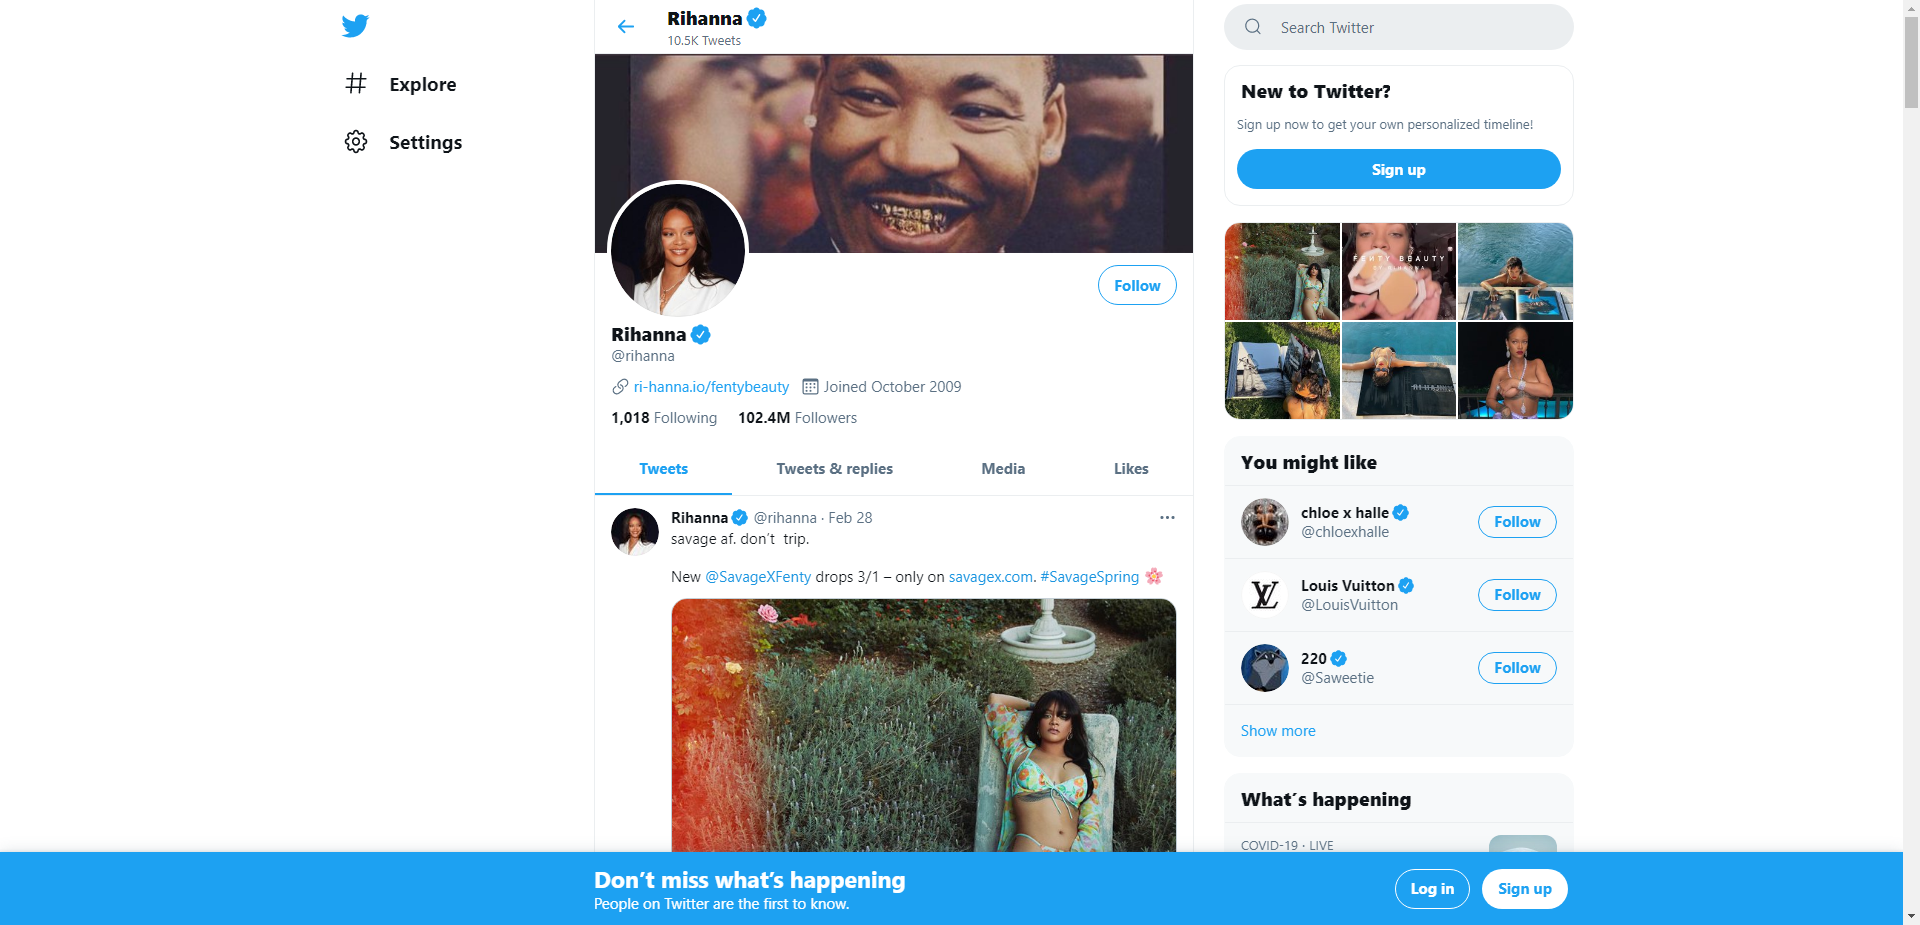 Explore
Settings
Rihanna
10.5K Tweets
Follow
Rihanna
@rihanna
ri-hanna.io/fentybeauty Joined October 2009
1,018 Following 102.4M Followers
Tweets Tweets & replies Media Likes
Rihanna @rihanna · Feb 28
savage af. don’t  trip.
New @SavageXFenty drops 3/1 – only on savagex.com. #SavageSpring
Search Twitter
New to Twitter?
Sign up now to get your own personalized timeline!
Sign up
FENTY BEAUTY
You might like
chloe x halle
@chloexhalle
Follow
Louis Vuitton
@LouisVuitton
Follow
220
@Saweetie
Follow
Show more
What´s happening
COVID-19 · LIVE
Don’t miss what’s happening
People on Twitter are the first to know.
Log in
Sign up